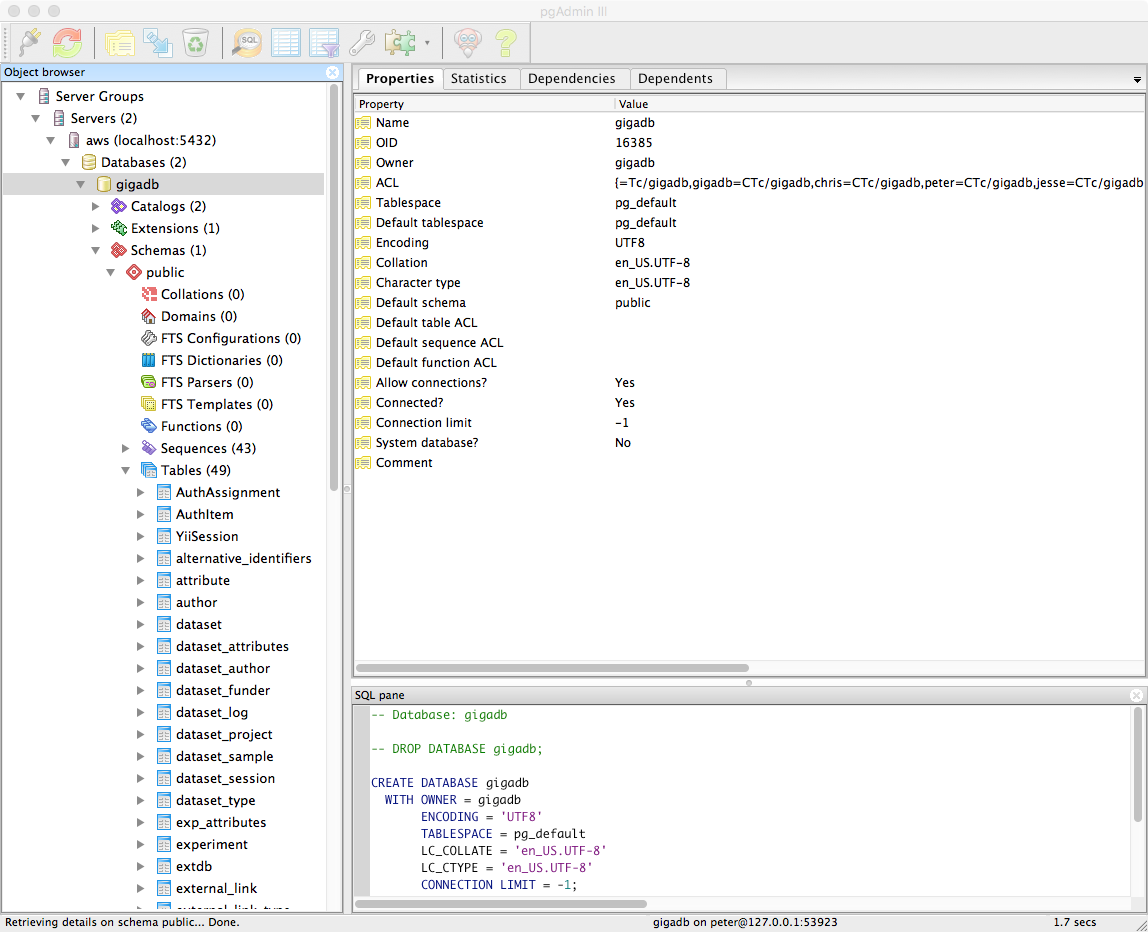 pgAdmin III
SQL
Object browser
Server Groups
Servers (2)
aws (localhost:5432)
Databases (2)
gigadb
Catalogs (2)
Extensions (1)
Schemas (1)
public
Collations (0)
Domains (0)
FTS Configurations (0)
FTS Dictionaries (0)
FTS Parsers (0)
FTS Templates (0)
Functions (0)
Sequences (43)
Tables (49)
AuthAssignment
AuthItem
YiiSession
alternative_identifiers
attribute
author
dataset
dataset_attributes
dataset_author
dataset_funder
dataset_log
dataset_project
dataset_sample
dataset_session
dataset_type
exp_attributes
experiment
extdb
external_link
external_link_type
Properties Statistics Dependencies Dependents
Property Value
Name gigadb
OID 16385
Owner gigadb
ACL {=Tc/gigadb,gigadb=CTc/gigadb,chris=CTc/gigadb,peter=CTc/gigadb,jesse=CTc/gigadb
Tablespace pg_default
Default tablespace pg_default
Encoding UTF8
Collation en_US.UTF-8
Character type en_US.UTF-8
Default schema public
Default table ACL
Default sequence ACL
Default function ACL
Allow connections? Yes
Connected? Yes
Connection limit -1
System database? No
Comment
SQL pane
-- Database: gigadb
-- DROP DATABASE gigadb;
CREATE DATABASE gigadb
WITH OWNER = gigadb
ENCODING = 'UTF8'
TABLESPACE = pg_default
LC_COLLATE = 'en_US.UTF-8'
LC_CTYPE = 'en_US.UTF-8'
CONNECTION LIMIT = -1;
Retrieving details on schema public... Done. gigadb on peter@127.0.0.1:53923 1.7 secs